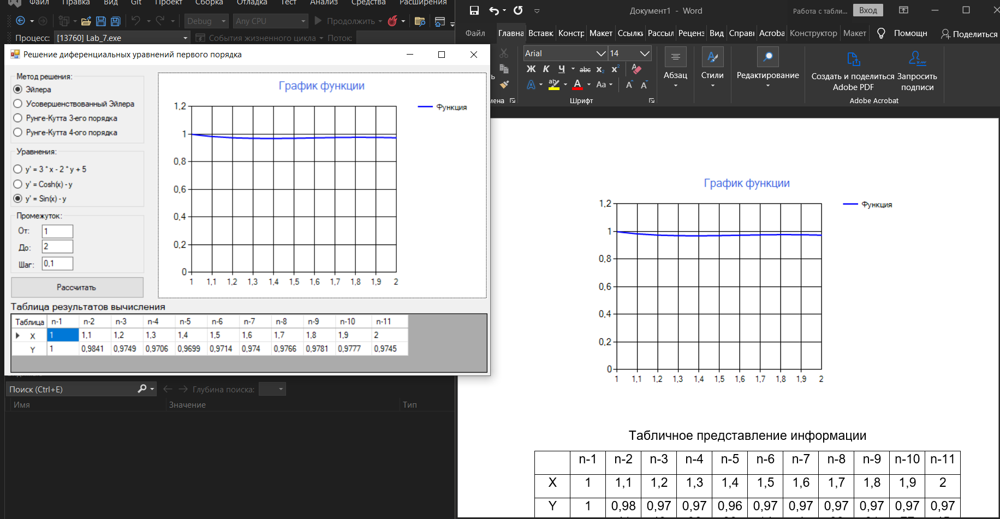 Файл Правка Вид Git Проект Сборка Отладка Тест Анализ Средства Расширения
Debug Any CPU Продолжить
Процесс: [13760] Lab_7.exe События жизненного цикла Поток:
Решение диференциальных уравнений первого порядка
Метод решения:
Эйлера
Усовершенствованный Эйлера
Рунге-Кутта 3-его порядка
Рунге-Кутта 4-ого порядка
Уравнения:
y' = 3 * x - 2 * y + 5
y' = Cosh(x) - y
y' = Sin(x) - y
Промежуток:
От: 1
До: 2
Шаг: 0,1
Рассчитать
График функции
Функция
1,2
1
0,8
0,6
0,4
0,2
0
1 1,1 1,2 1,3 1,4 1,5 1,6 1,7 1,8 1,9 2
Таблица результатов вычисления
Таблица n-1 n-2 n-3 n-4 n-5 n-6 n-7 n-8 n-9 n-10 n-11
X 1 1,1 1,2 1,3 1,4 1,5 1,6 1,7 1,8 1,9 2
Y 1 0,9841 0,9749 0,9706 0,9699 0,9714 0,974 0,9766 0,9781 0,9777 0,9745
Поиск (Ctrl+E) Глубина поиска:
Имя Значение Тип
Документ1 - Word Работа с табли... Вход
Файл Главна Вставк Констр Макет Ссылкі Рассыл Реценз Вид Справі Acroba Конструктор Макет Помощн Поделиться
Arial 14
Ж К Ч abc x₂ x²
A ab A Aa A A
мена Шрифт
Абзац
Стили
Редактирование
Создать и поделиться Adobe PDF
Запросить подписи
Adobe Acrobat
График функции
Функция
1,2
1
0,8
0,6
0,4
0,2
0
1 1,1 1,2 1,3 1,4 1,5 1,6 1,7 1,8 1,9 2
Табличное представление информации
n-1 n-2 n-3 n-4 n-5 n-6 n-7 n-8 n-9 n-10 n-11
X 1 1,1 1,2 1,3 1,4 1,5 1,6 1,7 1,8 1,9 2
Y 1 0,98 0,97 0,97 0,96 0,97 0,97 0,97 0,97 0,97 0,97